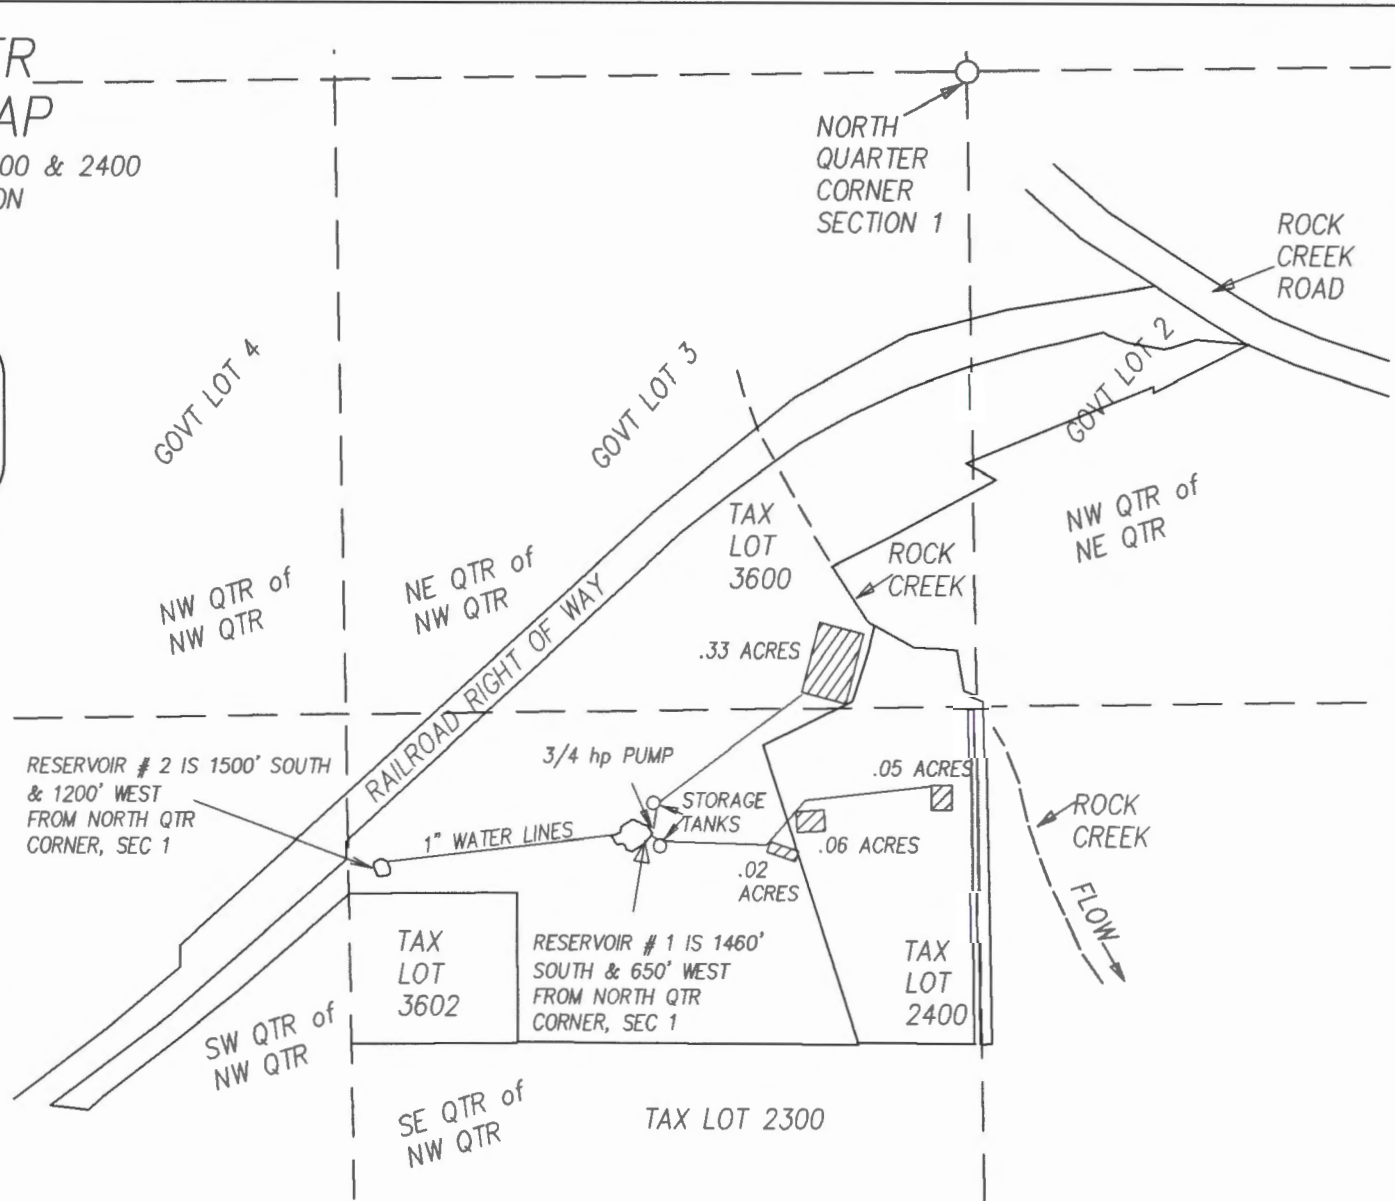 TR
AP
00 & 2400
ON
NORTH
QUARTER
CORNER
SECTION 1
ROCK
CREEK
ROAD
GOVT LOT 4
GOVT LOT 3
GOVT LOT 2
TAX
LOT
3600
NW QTR of
NE QTR
ROCK
CREEK
NW QTR of
NW QTR
NE QTR of
NW QTR
RAILROAD RIGHT OF WAY
.33 ACRES
RESERVOIR # 2 IS 1500' SOUTH
& 1200' WEST
FROM NORTH QTR
CORNER, SEC 1
3/4 hp PUMP
STORAGE
TANKS
1" WATER LINES
.05 ACRES
.06 ACRES
.02
ACRES
ROCK
CREEK
FLOW
TAX
LOT
3602
RESERVOIR # 1 IS 1460'
SOUTH & 650' WEST
FROM NORTH QTR
CORNER, SEC 1
TAX
LOT
2400
SW QTR of
NW QTR
SE QTR of
NW QTR
TAX LOT 2300